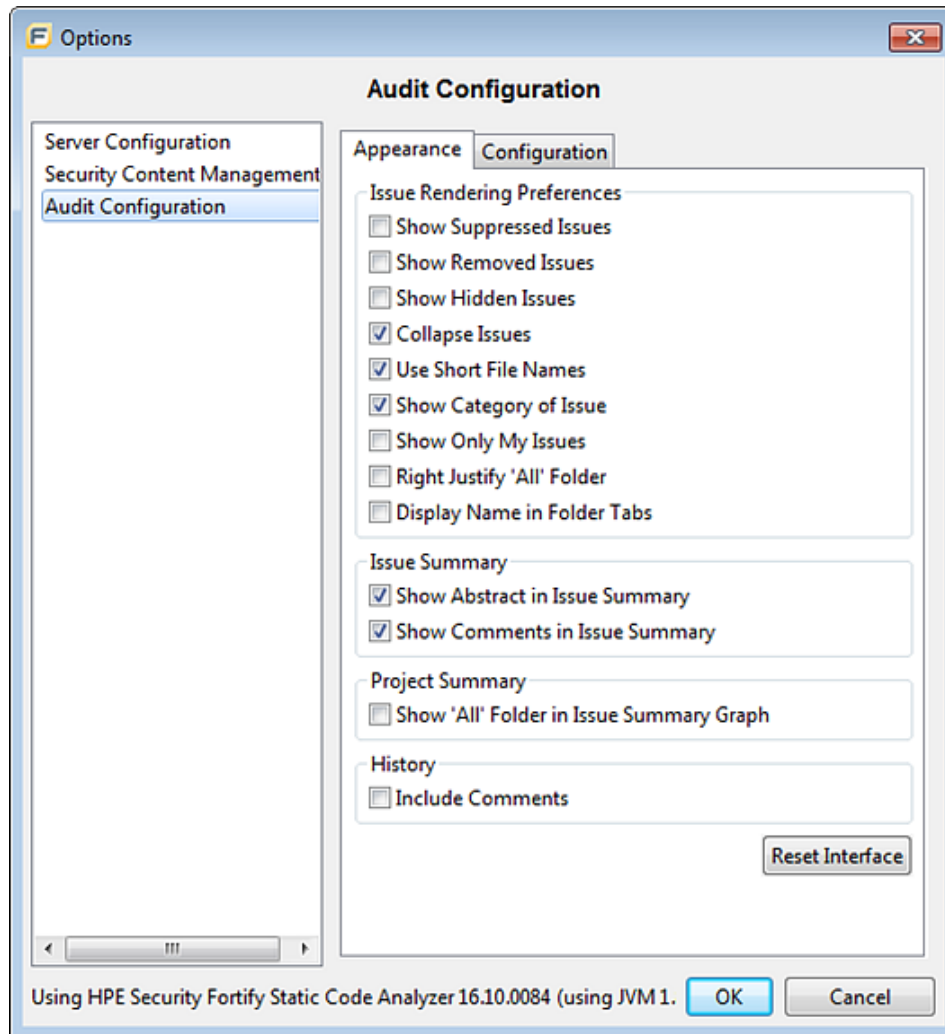 Options
Audit Configuration
Server Configuration
Security Content Management
Audit Configuration
Appearance
Configuration
Issue Rendering Preferences
Show Suppressed Issues
Show Removed Issues
Show Hidden Issues
Collapse Issues
Use Short File Names
Show Category of Issue
Show Only My Issues
Right Justify 'All' Folder
Display Name in Folder Tabs
Issue Summary
Show Abstract in Issue Summary
Show Comments in Issue Summary
Project Summary
Show 'All' Folder in Issue Summary Graph
History
Include Comments
Reset Interface
Using HPE Security Fortify Static Code Analyzer 16.10.0084 (using JVM 1.
OK
Cancel